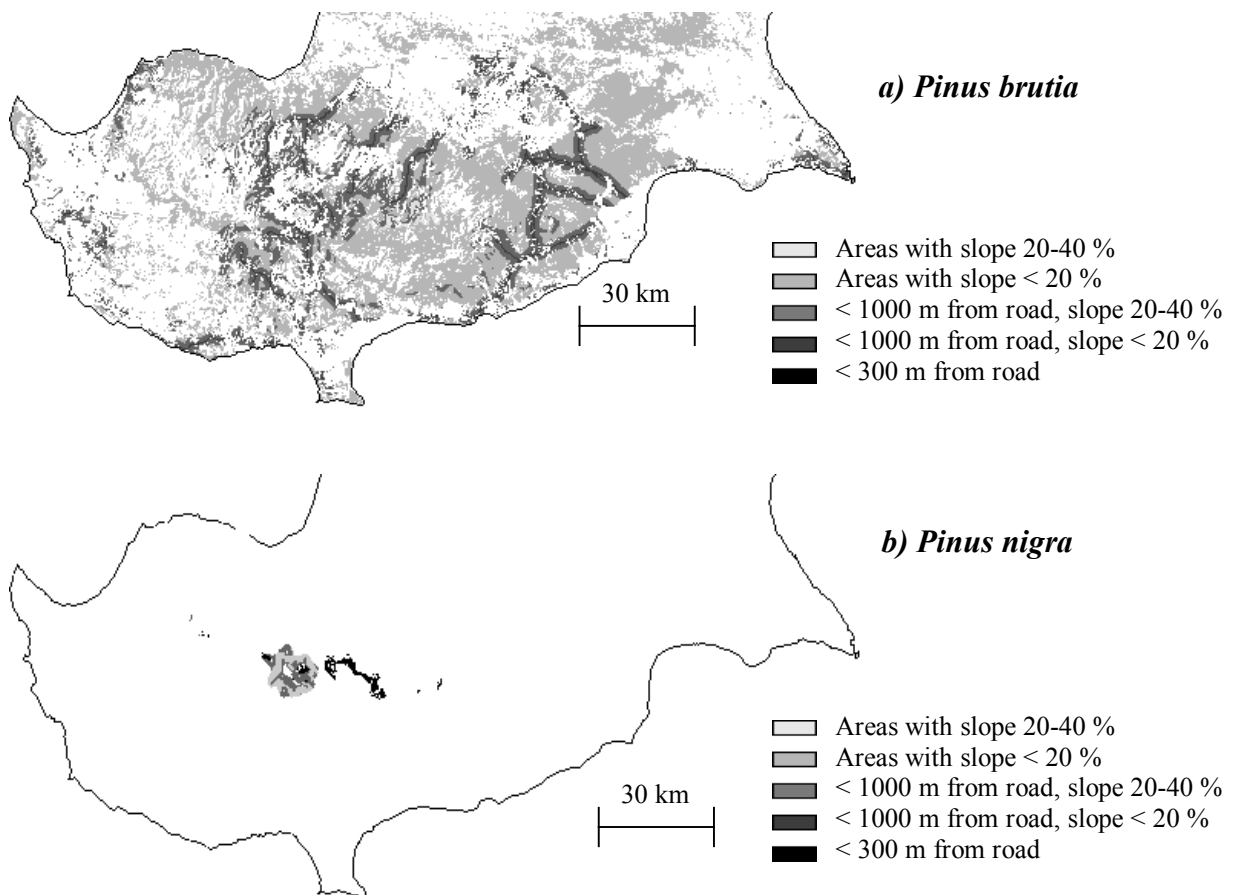 a) Pinus brutia
Areas with slope 20-40 %
Areas with slope < 20 %
< 1000 m from road, slope 20-40 %
< 1000 m from road, slope < 20 %
< 300 m from road
30 km
b) Pinus nigra
Areas with slope 20-40 %
Areas with slope < 20 %
< 1000 m from road, slope 20-40 %
< 1000 m from road, slope < 20 %
< 300 m from road
30 km